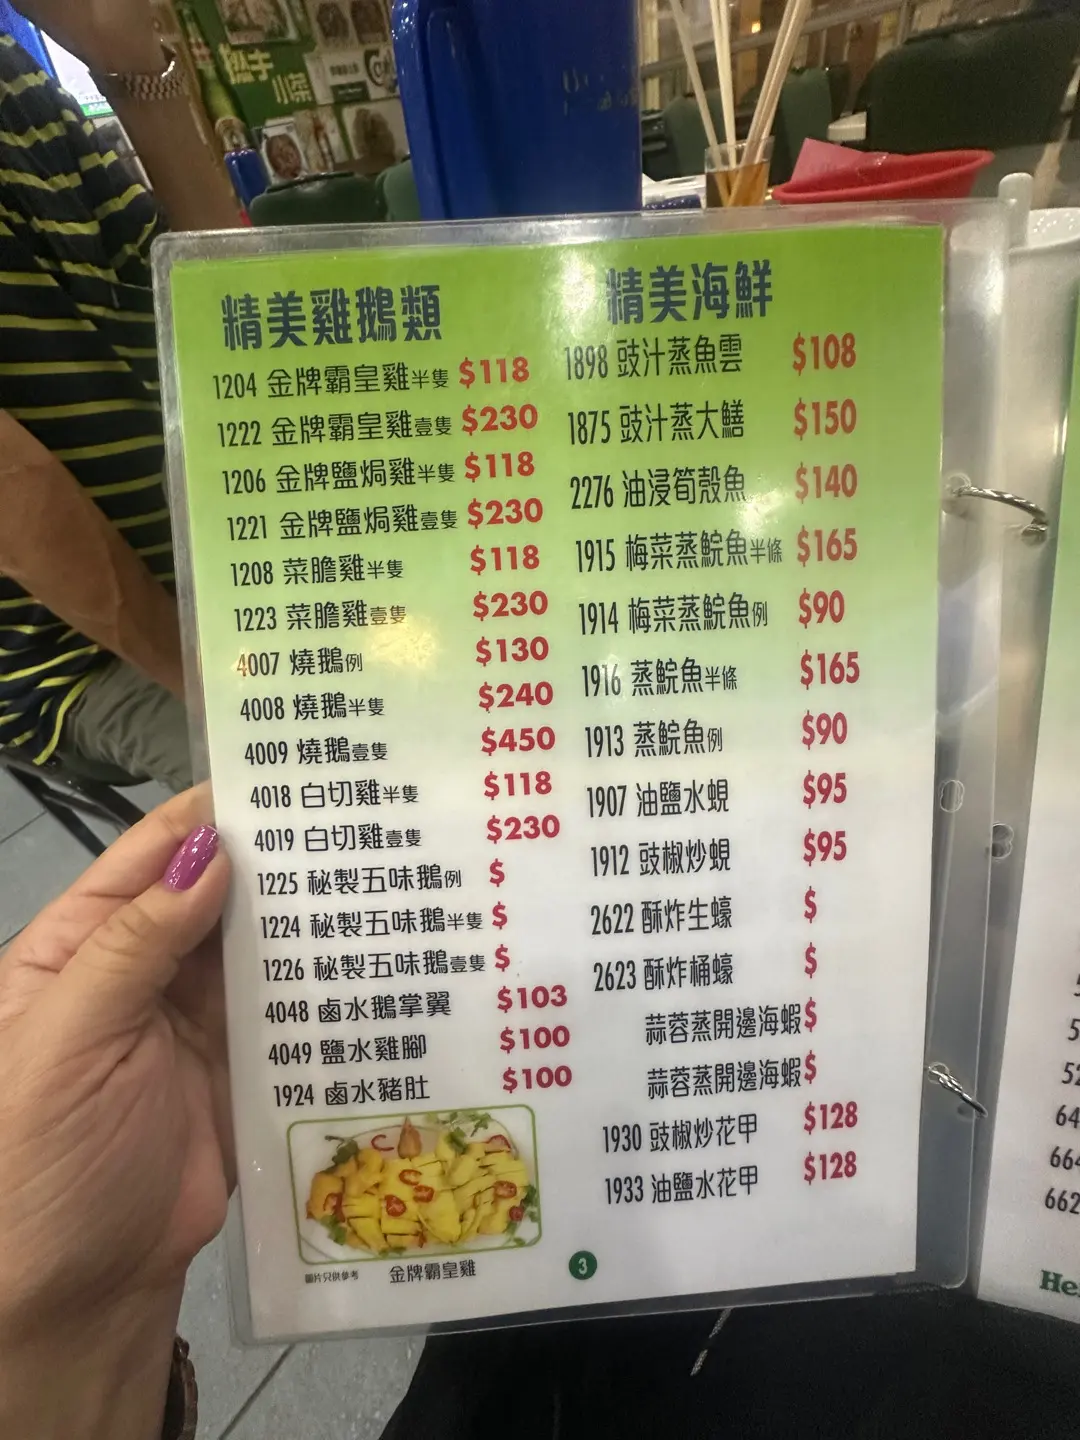 撚手
小菜
精美雞鵝類
1204 金牌霸皇雞半隻 $118
1222 金牌霸皇雞壹隻 $230
1206 金牌鹽焗雞半隻 $118
1221 金牌鹽焗雞壹隻 $230
1208 菜膽雞半隻 $118
1223 菜膽雞壹隻 $230
4007 燒鵝例 $130
4008 燒鵝半隻 $240
4009 燒鵝壹隻 $450
4018 白切雞半隻 $118
4019 白切雞壹隻 $230
1225 秘製五味鵝例 $
1224 秘製五味鵝半隻 $
1226 秘製五味鵝壹隻 $
4048 鹵水鵝掌翼 $103
4049 鹽水雞腳 $100
1924 鹵水豬肚 $100
圖片只供參考
金牌霸皇雞
精美海鮮
1898 豉汁蒸魚雲 $108
1875 豉汁蒸大鱔 $150
2276 油浸筍殼魚 $140
1915 梅菜蒸鯇魚半條 $165
1914 梅菜蒸鯇魚例 $90
1916 蒸鯇魚半條 $165
1913 蒸鯇魚例 $90
1907 油鹽水蜆 $95
1912 豉椒炒蜆 $95
2622 酥炸生蠔 $
2623 酥炸桶蠔 $
蒜蓉蒸開邊海蝦 $
蒜蓉蒸開邊海蝦 $
1930 豉椒炒花甲 $128
1933 油鹽水花甲 $128
3
5
5
52
64
664
662
He